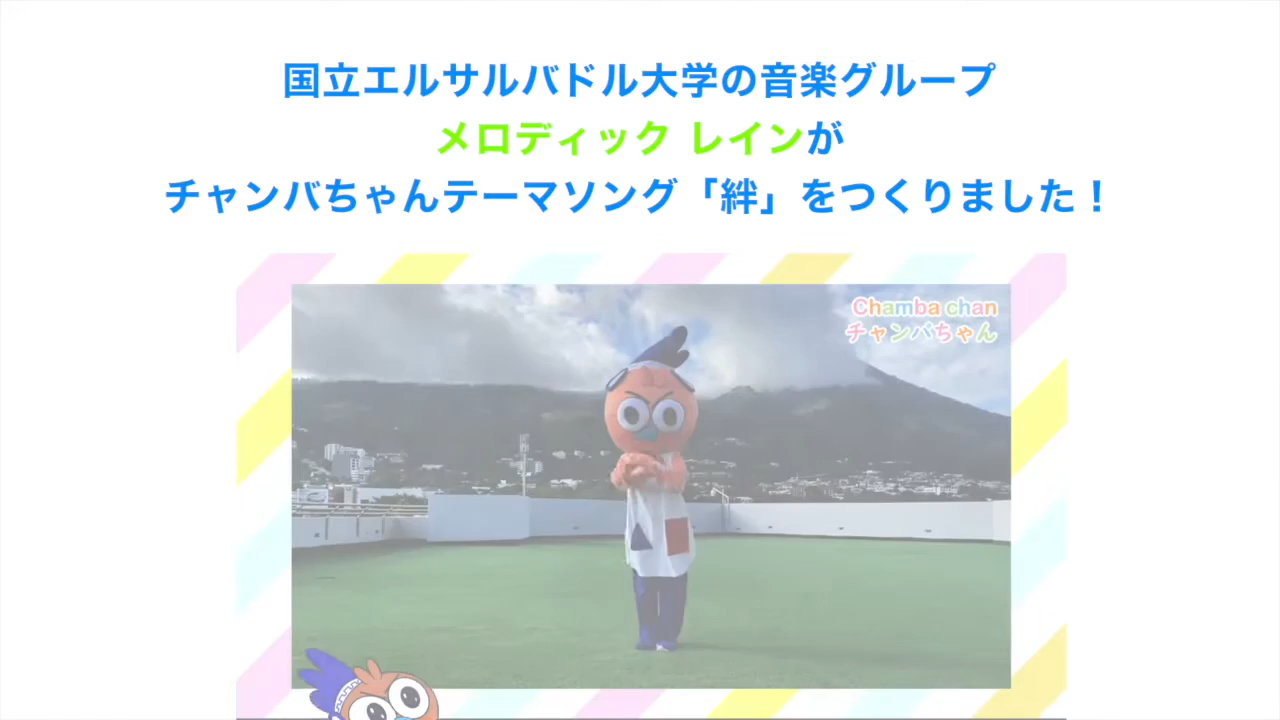 国立エルサルバドル大学の音楽グループ
メロディック レインが
チャンバちゃんテーマソング「絆」をつくりました！
Chamba chan
チャンバちゃん